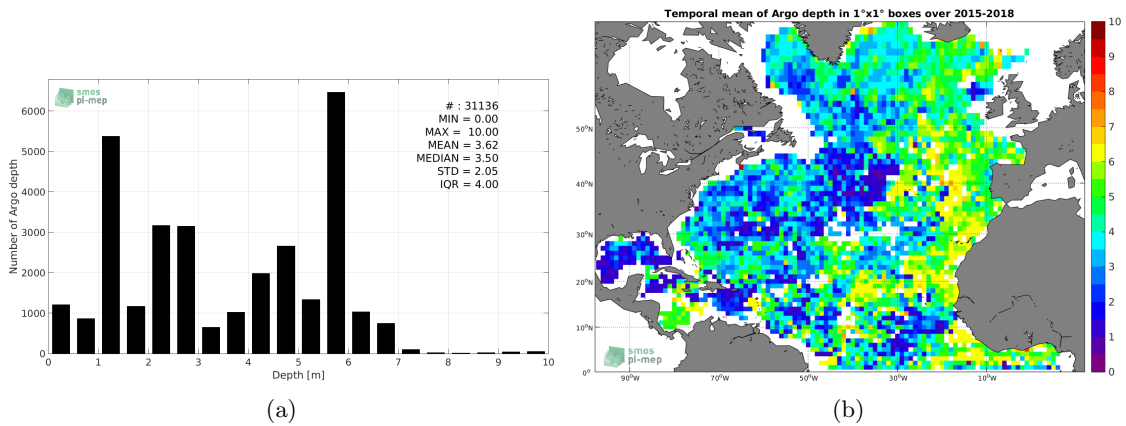 smos
pi-mep
# : 31136
MIN = 0.00
MAX = 10.00
MEAN = 3.62
MEDIAN = 3.50
STD = 2.05
IQR = 4.00
Number of Argo depth
6000
5000
4000
3000
2000
1000
0
0 1 2 3 4 5 6 7 8 9 10
Depth [m]
(a)
Temporal mean of Argo depth in 1°x1° boxes over 2015-2018
50°N
40°N
30°N
20°N
10°N
0°
90°W 70°W 50°W 30°W 10°W
smos
pi-mep
10
9
8
7
6
5
4
3
2
1
0
(b)